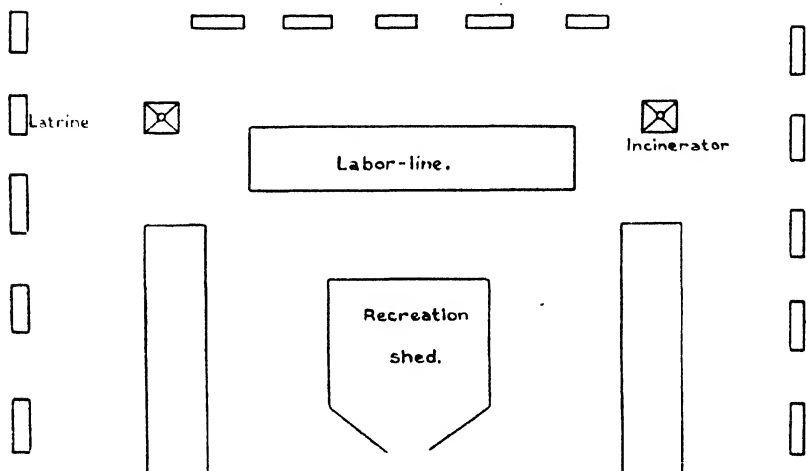 Latrine
Incinerator
Labor-line.
Recreation
shed.